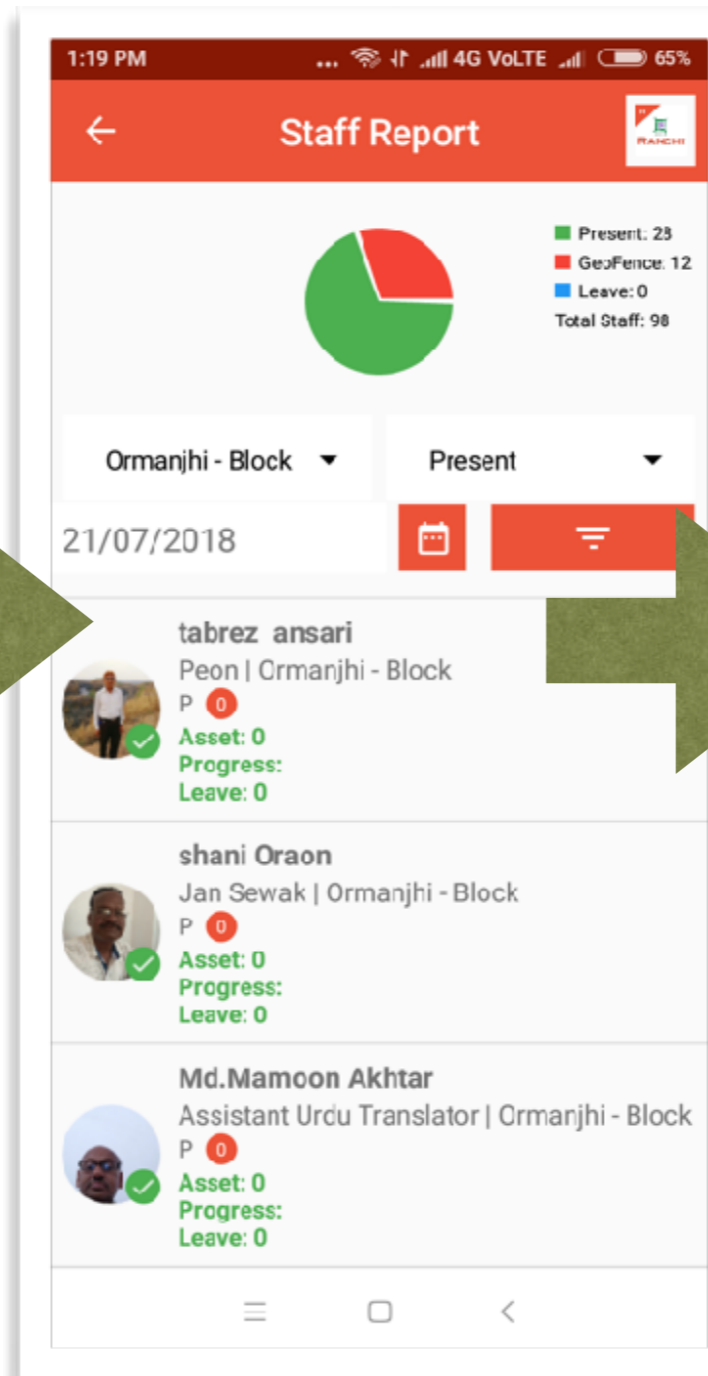 1:19 PM ... 4G VoLTE 65%
Staff Report
RANCHI
Present: 28
GeoFence: 12
Leave: 0
Total Staff: 98
Ormanjhi - Block Present
21/07/2018
tabrez ansari
Peon | Ormanjhi - Block
P 0
Asset: 0
Progress:
Leave: 0
shani Oraon
Jan Sewak | Ormanjhi - Block
P 0
Asset: 0
Progress:
Leave: 0
Md.Mamoon Akhtar
Assistant Urdu Translator | Ormanjhi - Block
P 0
Asset: 0
Progress:
Leave: 0